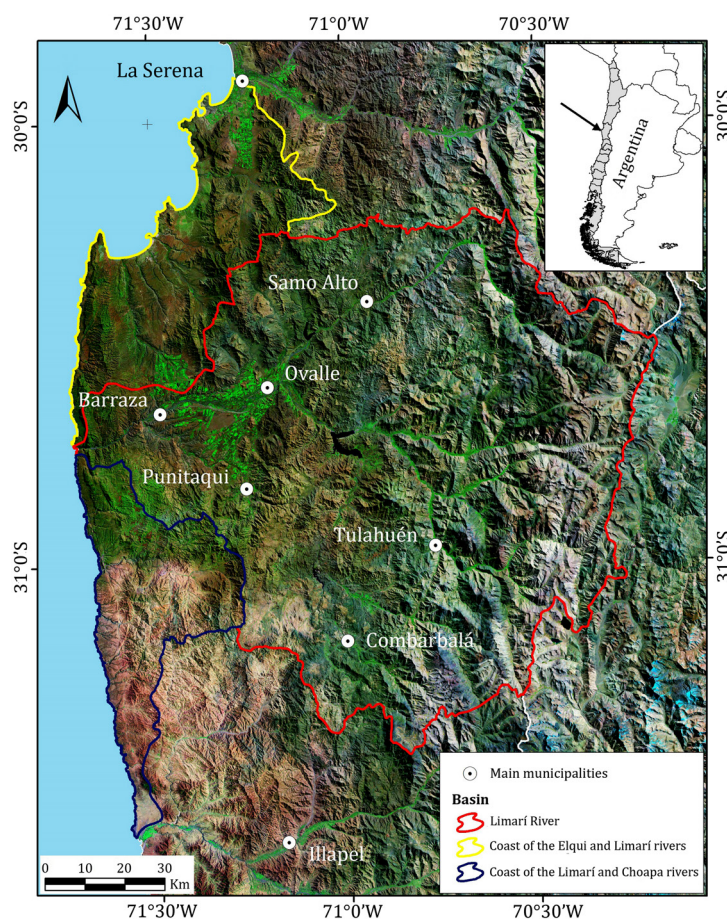 71°30'W
71°0'W
70°30'W
La Serena
30°0'S
30°0'S
Argentina
Samo Alto
Ovalle
Barraza
Punitaqui
Tulahuén
31°0'S
31°0'S
Combarbalá
Illapel
Main municipalities
Basin
Limarí River
Coast of the Elqui and Limarí rivers
Coast of the Limarí and Choapa rivers
0 10 20 30
Km
71°30'W
71°0'W
70°30'W